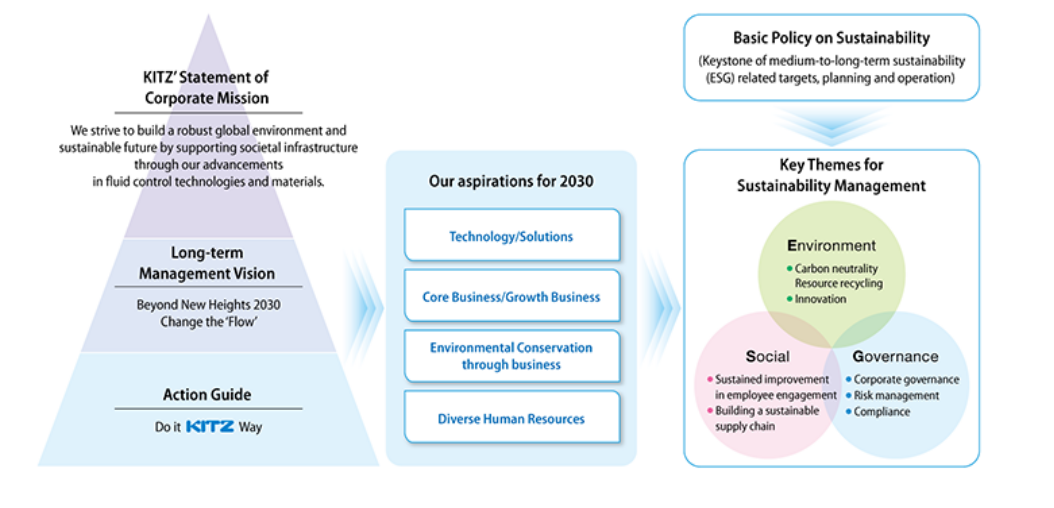 KITZ' Statement of
Corporate Mission
We strive to build a robust global environment and
sustainable future by supporting societal infrastructure
through our advancements
in fluid control technologies and materials.
Long-term
Management Vision
Beyond New Heights 2030
Change the 'Flow'
Action Guide
Do it KITZ Way
Our aspirations for 2030
Technology/Solutions
Core Business/Growth Business
Environmental Conservation
through business
Diverse Human Resources
Basic Policy on Sustainability
(Keystone of medium-to-long-term sustainability
(ESG) related targets, planning and operation)
Key Themes for
Sustainability Management
Environment
• Carbon neutrality
Resource recycling
• Innovation
Social
• Sustained improvement
in employee engagement
• Building a sustainable
supply chain
Governance
• Corporate governance
• Risk management
• Compliance